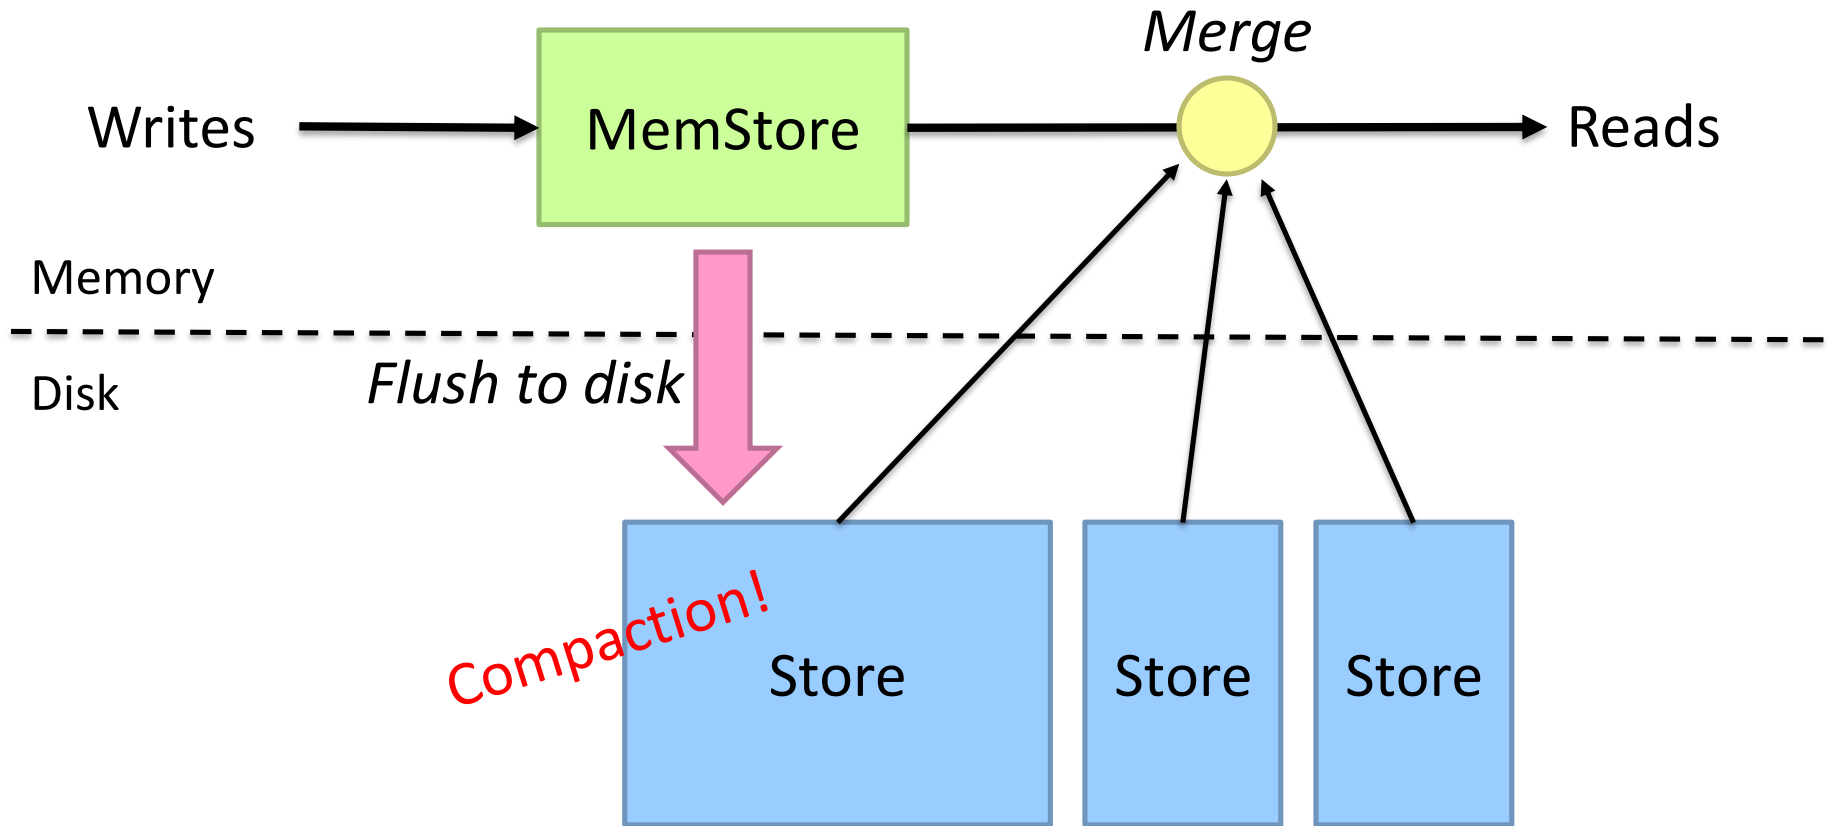 Merge
Writes
MemStore
Reads
Memory
Flush to disk
Disk
Compaction!
Store
Store
Store